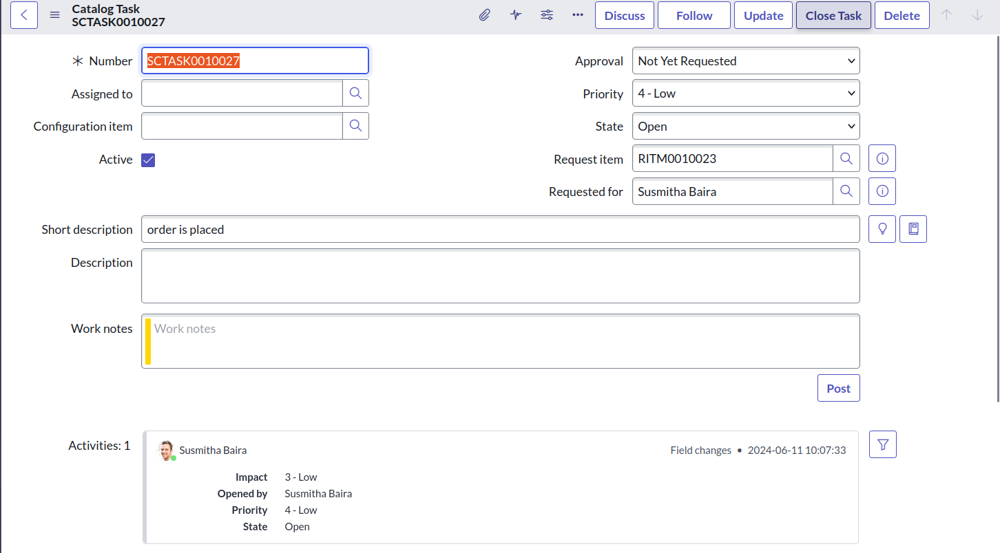 Catalog Task
SCTASK0010027
Discuss
Follow
Update
Close Task
Delete
Number
SCTASK0010027
Approval
Not Yet Requested
Assigned to
Priority
4 - Low
Configuration item
State
Open
Active
Request item
RITM0010023
Requested for
Susmitha Baira
Short description
order is placed
Description
Work notes
Work notes
Post
Activities: 1
Susmitha Baira
Field changes • 2024-06-11 10:07:33
Impact 3 - Low
Opened by Susmitha Baira
Priority 4 - Low
State Open